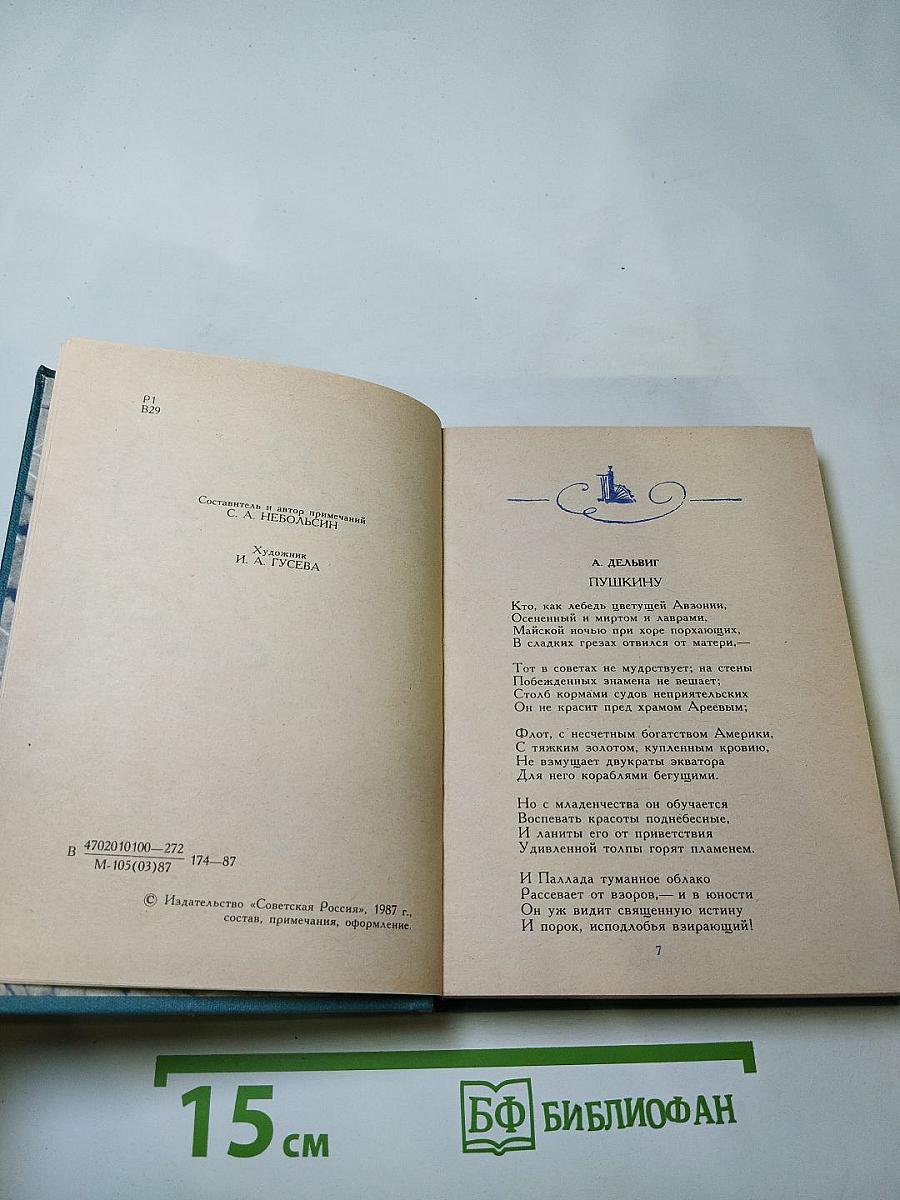 Р1
В29
Составитель и автор примечаний
С. А. НЕБОЛЬСИН
Художник
И. А. ГУСЕВА
В 4702010100—272
М-105(03)87 174—87
© Издательство «Советская Россия», 1987 г.,
состав, примечания, оформление.
А. ДЕЛЬВИГ
ПУШКИНУ
Кто, как лебедь цветущей Авзонии,
Осененный и миртом и лаврами,
Майской ночью при хоре порхающих,
В сладких грезах отвился от матери,—
Тот в советах не мудрствует; на стены
Побежденных знамена не вешает;
Столб кормами судов неприятельских
Он не красит пред храмом Ареевым;
Флот, с несчетным богатством Америки,
С тяжким золотом, купленным кровию,
Не взмущает двукраты экватора
Для него кораблями бегущими.
Но с младенчества он обучается
Воспевать красоты поднебесные,
И ланиты его от приветствия
Удивленной толпы горят пламенем.
И Паллада туманное облако
Рассевает от взоров,— и в юности
Он уж видит священную истину
И порок, исподлобья взирающий!
7
15 см
БФ БИБЛИОФАН